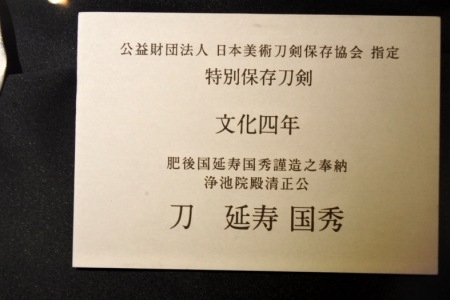 公益財団法人 日本美術刀剣保存協会 指定
特別保存刀剣
文化四年
肥後国延寿国秀謹造之奉納
浄池院殿清正公
刀 延寿 国秀